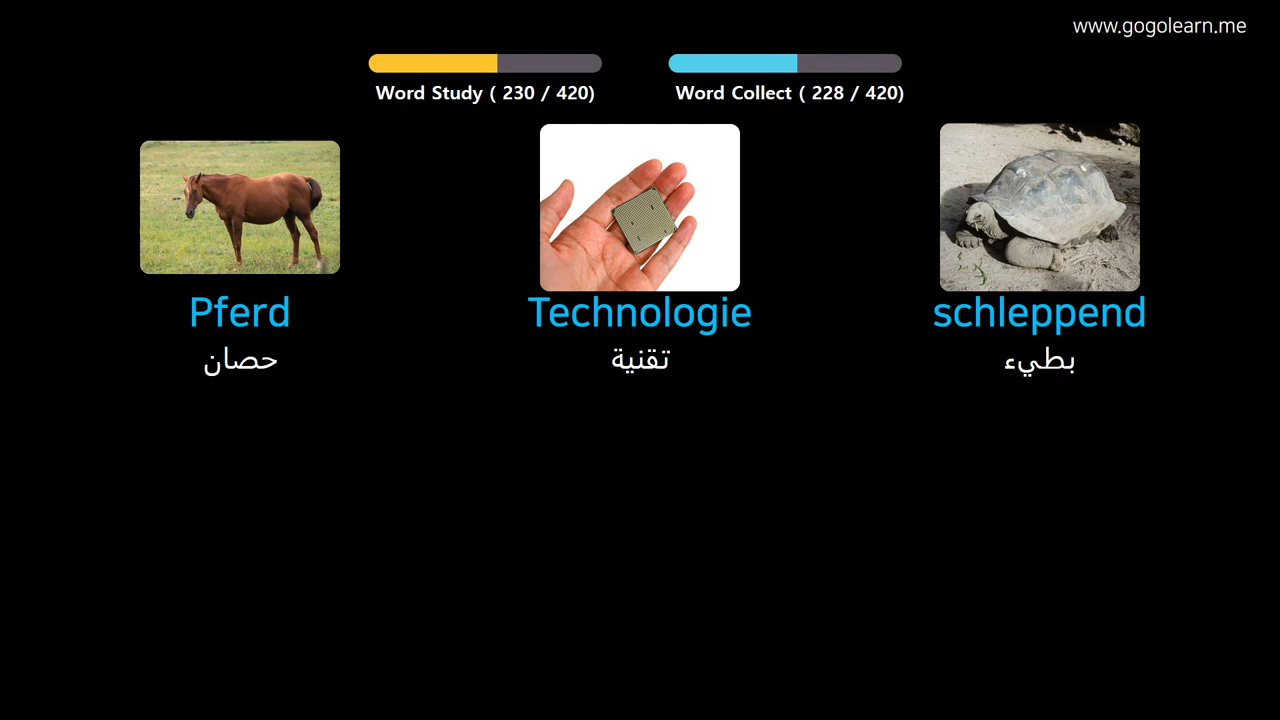 www.gogolearn.me
Word Study ( 230 / 420)
Word Collect ( 228 / 420)
Pferd
حصان
Technologie
تقنية
schleppend
بطيء